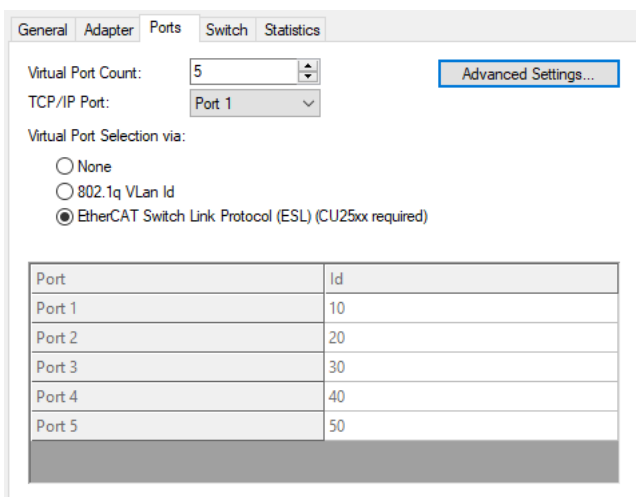 General Adapter Ports Switch Statistics
Virtual Port Count: 5 Advanced Settings...
TCP/IP Port: Port 1
Virtual Port Selection via:
None
802.1q VLan Id
EtherCAT Switch Link Protocol (ESL) (CU25xx required)
Port Id
Port 1 10
Port 2 20
Port 3 30
Port 4 40
Port 5 50